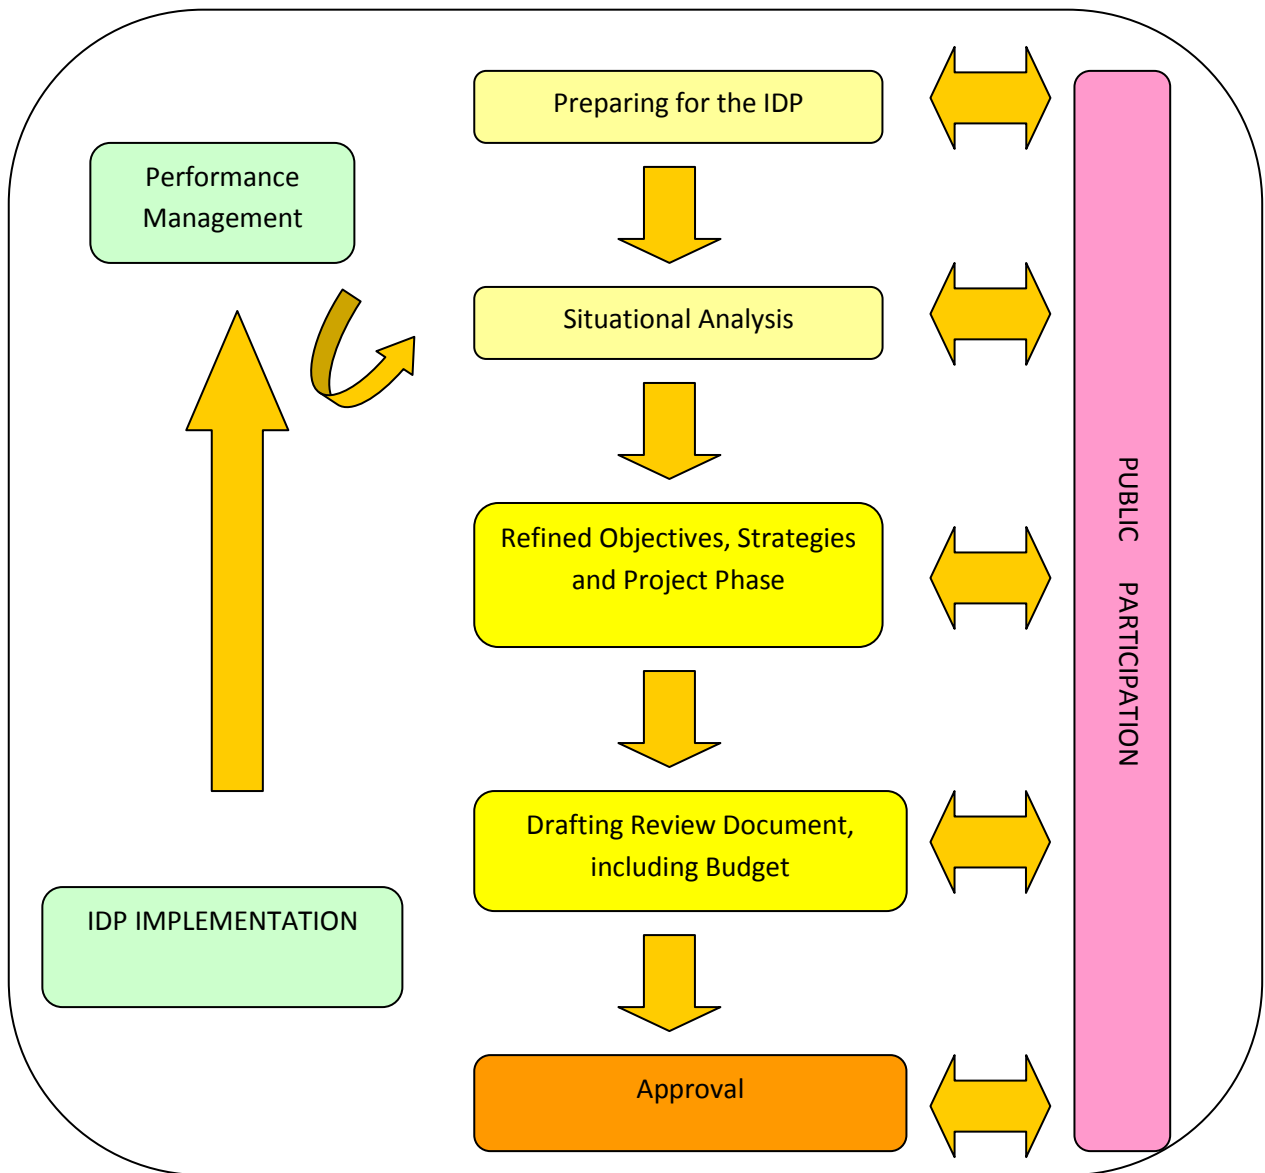 Preparing for the IDP
Performance
Management
Situational Analysis
Refined Objectives, Strategies
and Project Phase
PUBLIC PARTICIPATION
Drafting Review Document,
including Budget
IDP IMPLEMENTATION
Approval